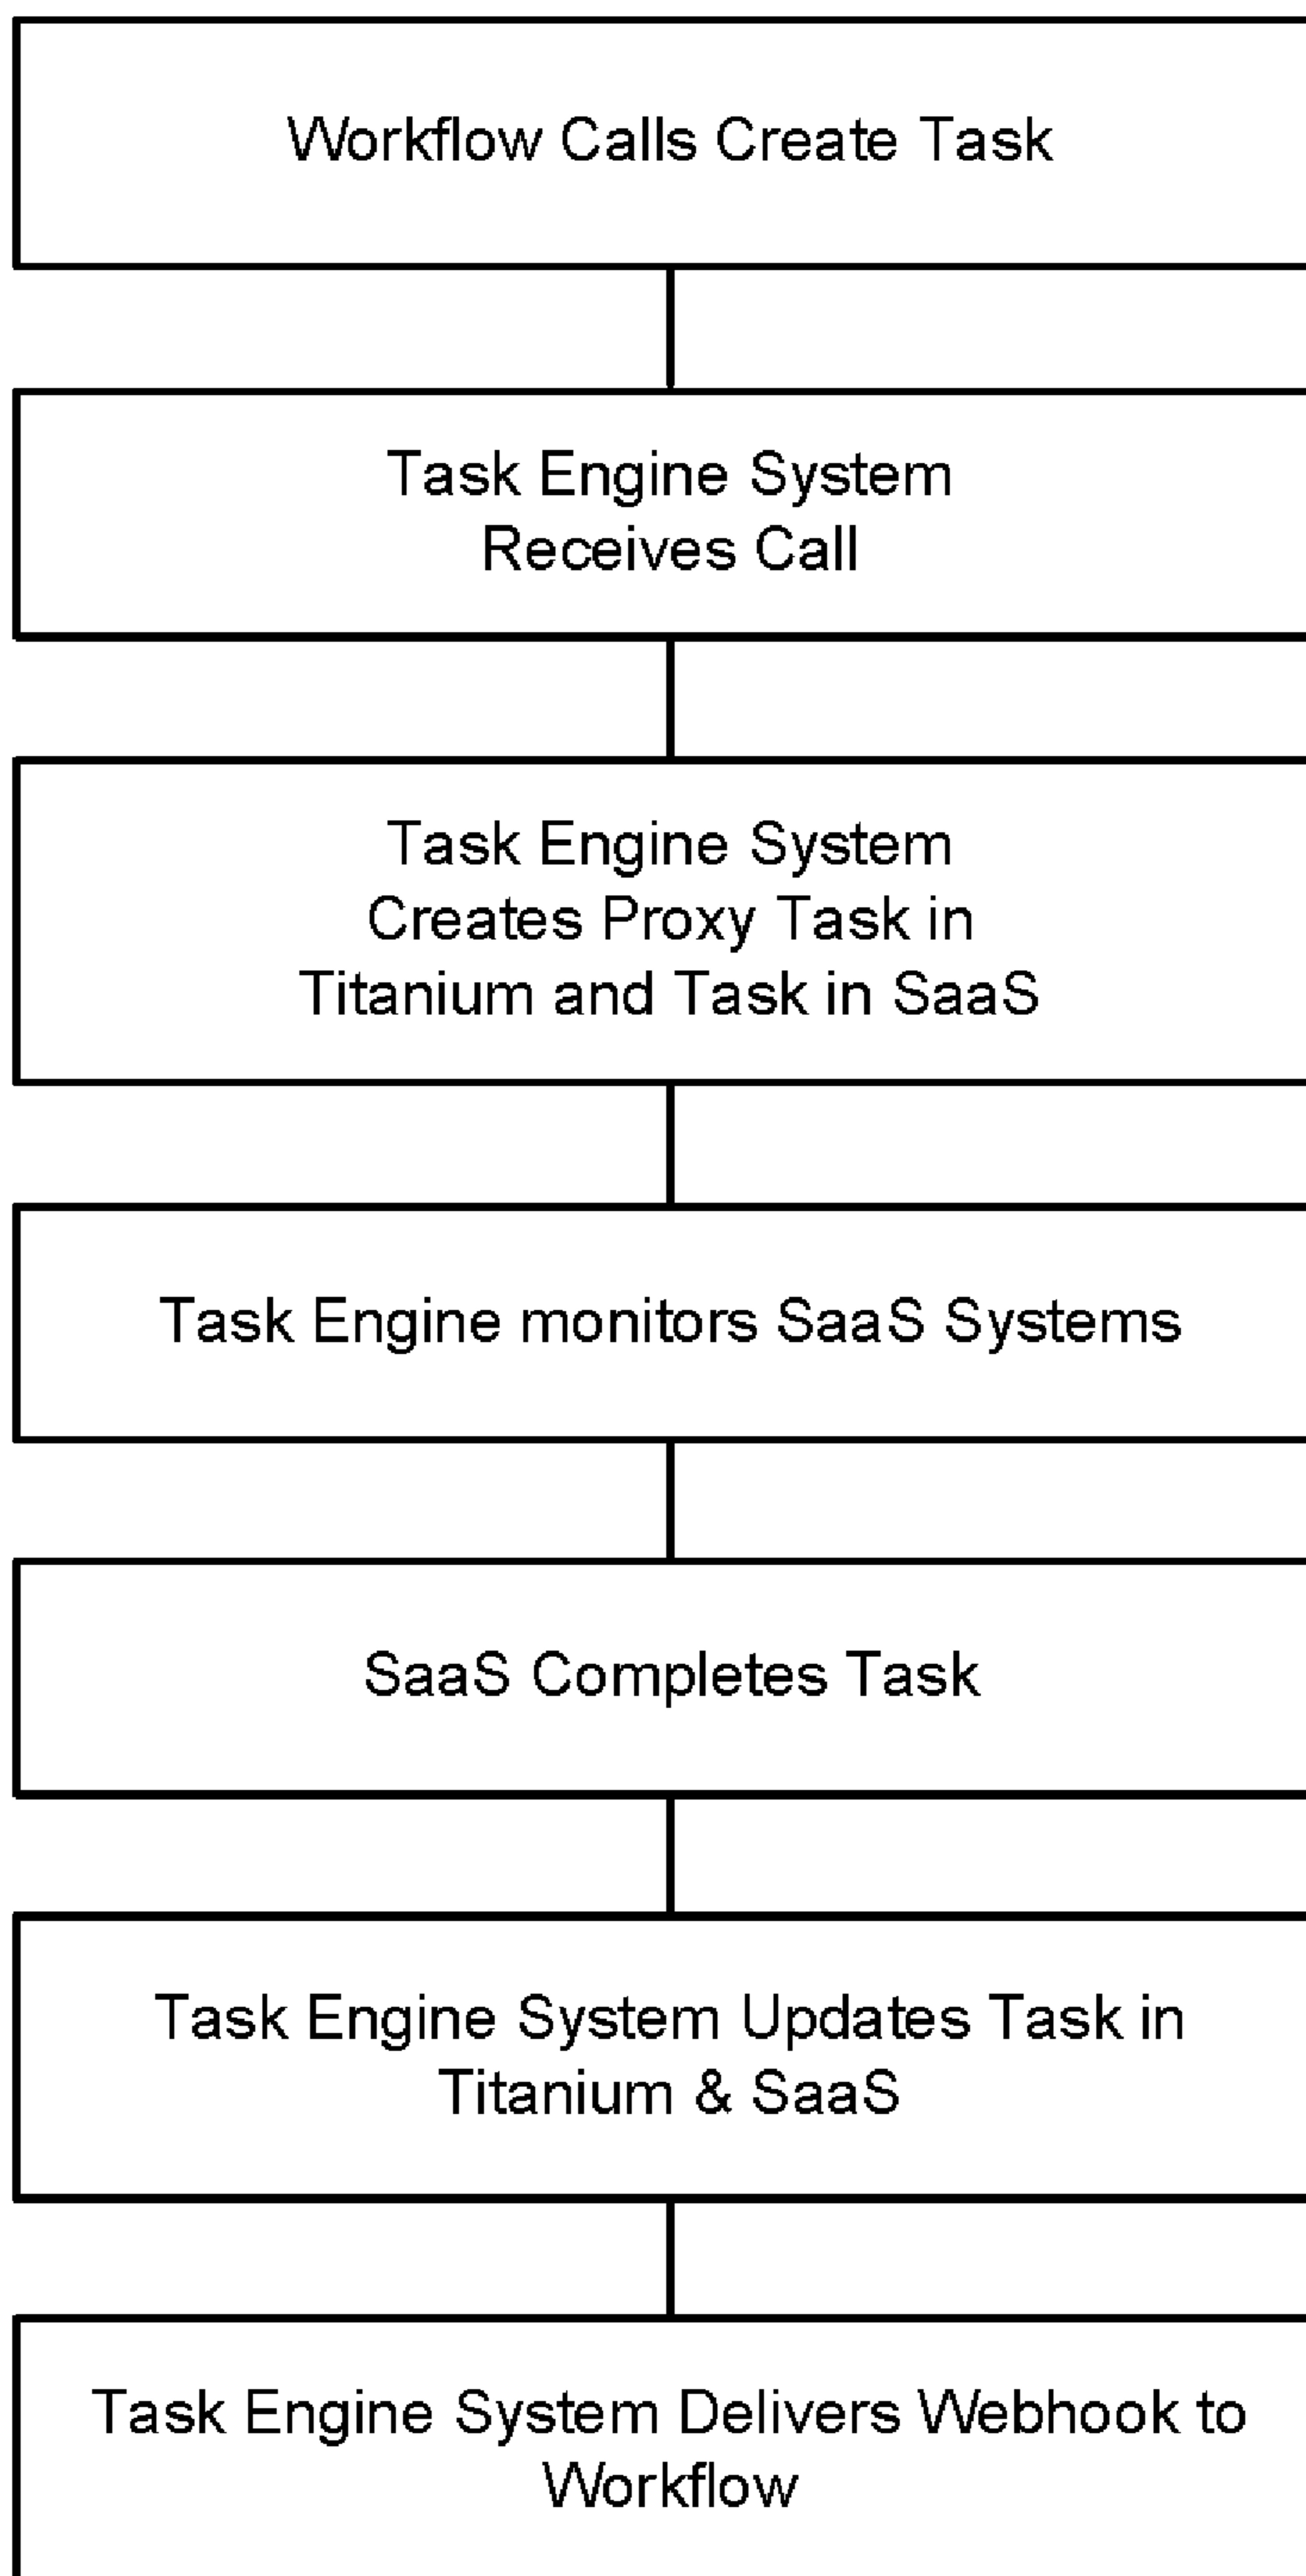 Workflow Calls Create Task
Task Engine System
Receives Call
Task Engine System
Creates Proxy Task in
Titanium and Task in SaaS
Task Engine monitors SaaS Systems
SaaS Completes Task
Task Engine System Updates Task in
Titanium & SaaS
Task Engine System Delivers Webhook to
Workflow